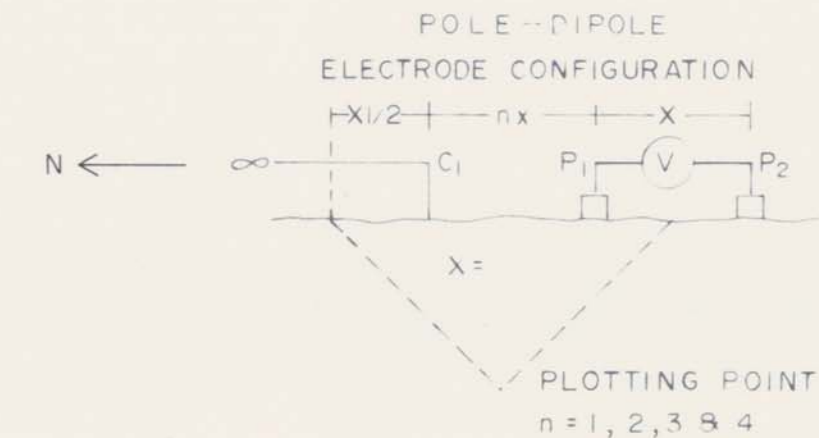 POLE-DIPOLE
ELECTRODE CONFIGURATION
X1/2 nx X
N ∞ C1 P1 V P2
X =
PLOTTING POINT
n = 1, 2, 3 & 4